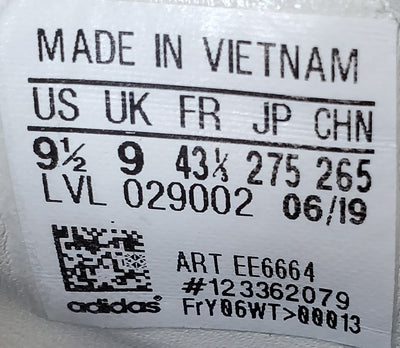 MADE IN VIETNAM
US UK FR JP CHN
9½ 9 43⅓ 275 265
LVL 029002 06/19
ART EE6664
#123362079
adidas FrY06WT>00013